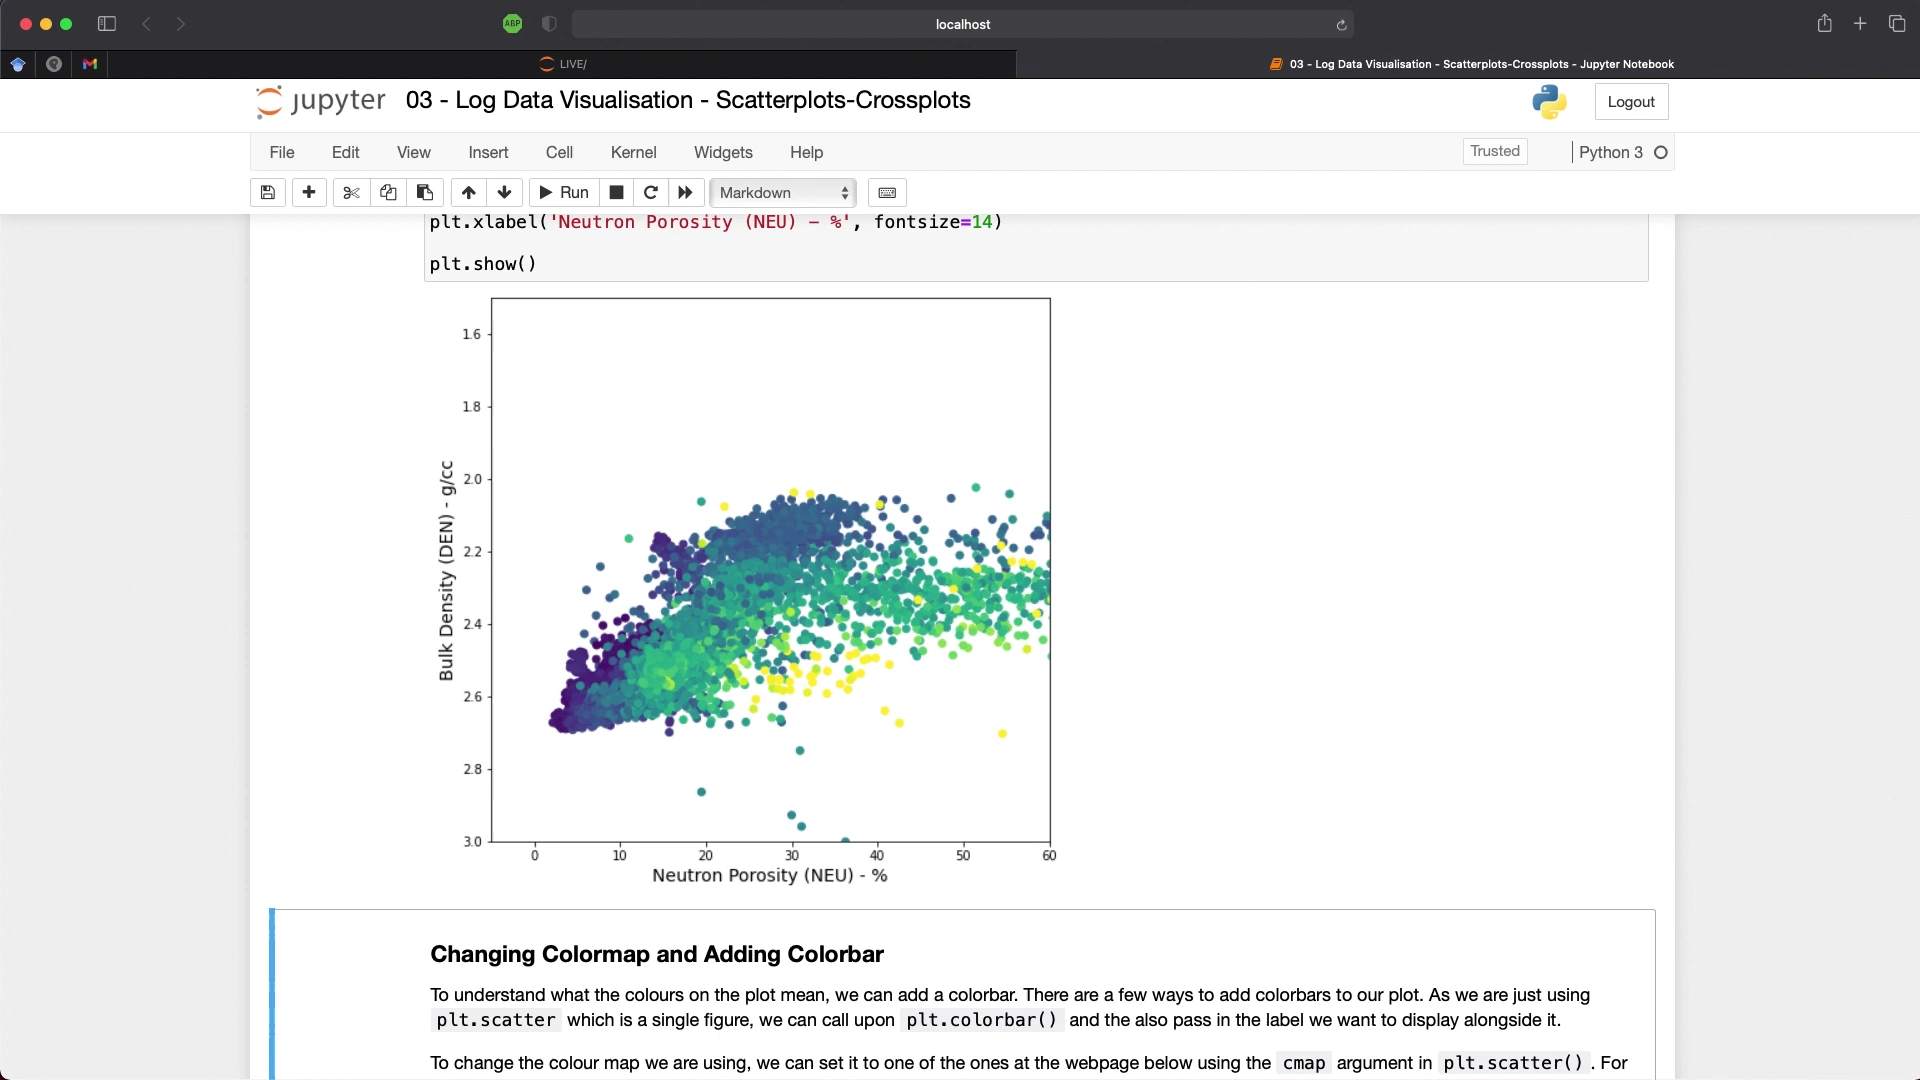 ABP
localhost
LIVE/
03 - Log Data Visualisation - Scatterplots-Crossplots - Jupyter Notebook
jupyter 03 - Log Data Visualisation - Scatterplots-Crossplots
Logout
File Edit View Insert Cell Kernel Widgets Help
Trusted
Python 3
Run
Markdown
plt.xlabel('Neutron Porosity (NEU) - %', fontsize=14)
plt.show()
1.6
1.8
2.0
2.2
2.4
2.6
2.8
3.0
Bulk Density (DEN) - g/cc
0 10 20 30 40 50 60
Neutron Porosity (NEU) - %
Changing Colormap and Adding Colorbar
To understand what the colours on the plot mean, we can add a colorbar. There are a few ways to add colorbars to our plot. As we are just using
plt.scatter which is a single figure, we can call upon plt.colorbar() and the also pass in the label we want to display alongside it.
To change the colour map we are using, we can set it to one of the ones at the webpage below using the cmap argument in plt.scatter() . For